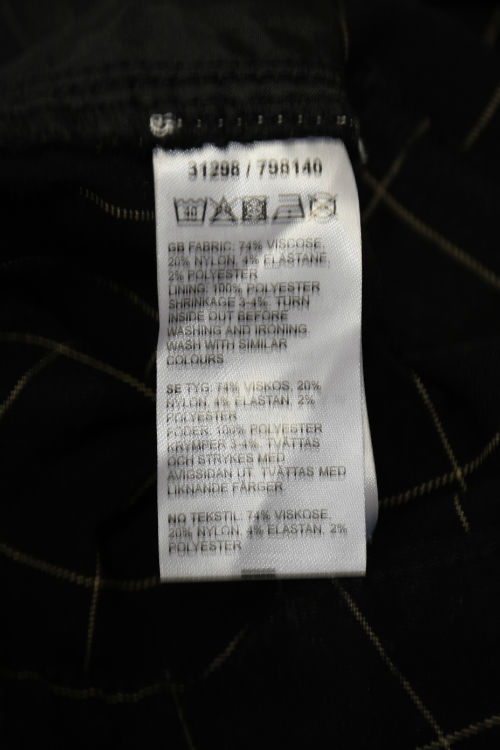 31298 / 798140
40
GB FABRIC: 74% VISCOSE,
20% NYLON, 4% ELASTANE,
2% POLYESTER
LINING: 100% POLYESTER
SHRINKAGE 3-4%. TURN
INSIDE OUT BEFORE
WASHING AND IRONING.
WASH WITH SIMILAR
COLOURS.
SE TYG: 74% VISKOS, 20%
NYLON, 4% ELASTAN, 2%
POLYESTER
FODER: 100% POLYESTER
KRYMPER 3-4%. TVÄTTAS
OCH STRYKES MED
AVIGSIDAN UT. TVÄTTAS MED
LIKNANDE FÄRGER
NO TEKSTIL: 74% VISKOSE,
20% NYLON, 4% ELASTAN, 2%
POLYESTER